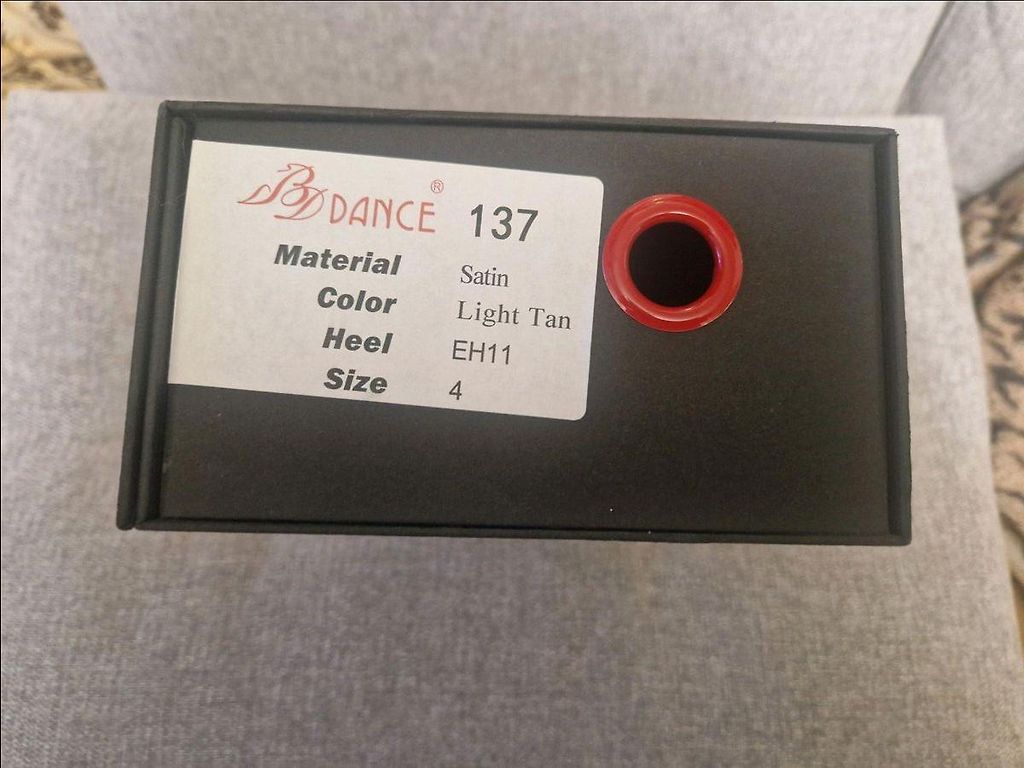 BD DANCE® 137
Material Satin
Color Light Tan
Heel EH11
Size 4